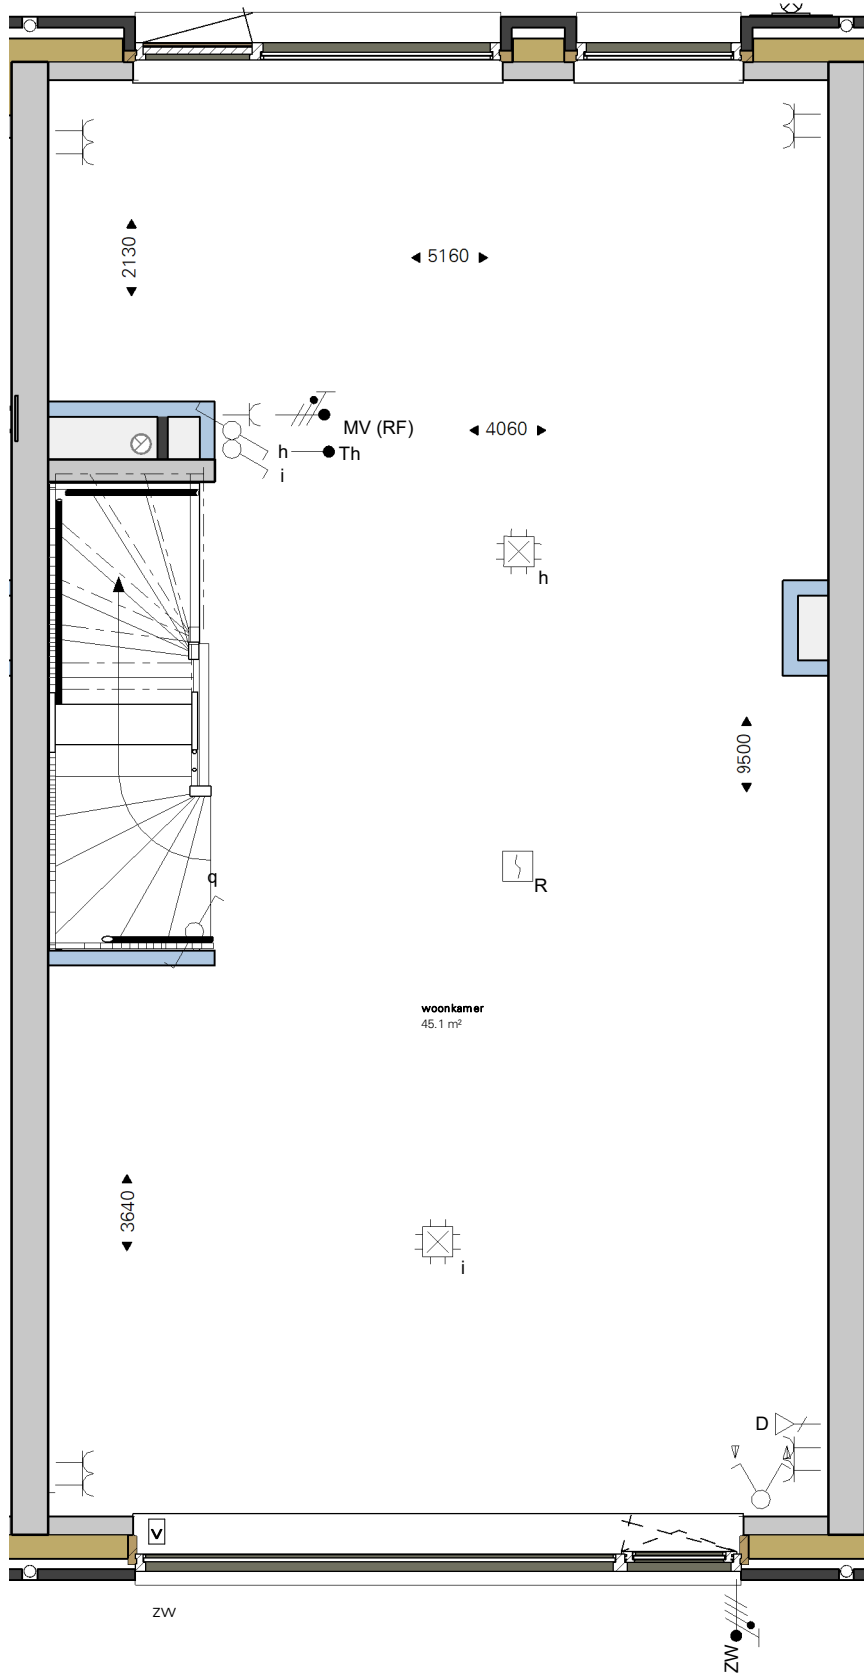 2130
5160
MV (RF)
4060
h
Th
i
h
9500
q
R
woonkamer
45.1 m²
3640
i
D
V
ZW
ZW